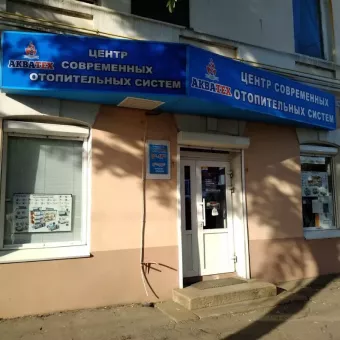 АКВАТЕХ
ЦЕНТР
СОВРЕМЕННЫХ
ОТОПИТЕЛЬНЫХ СИСТЕМ
АКВАТЕХ
ЦЕНТР СОВРЕМЕННЫХ
ОТОПИТЕЛЬНЫХ СИСТЕМ